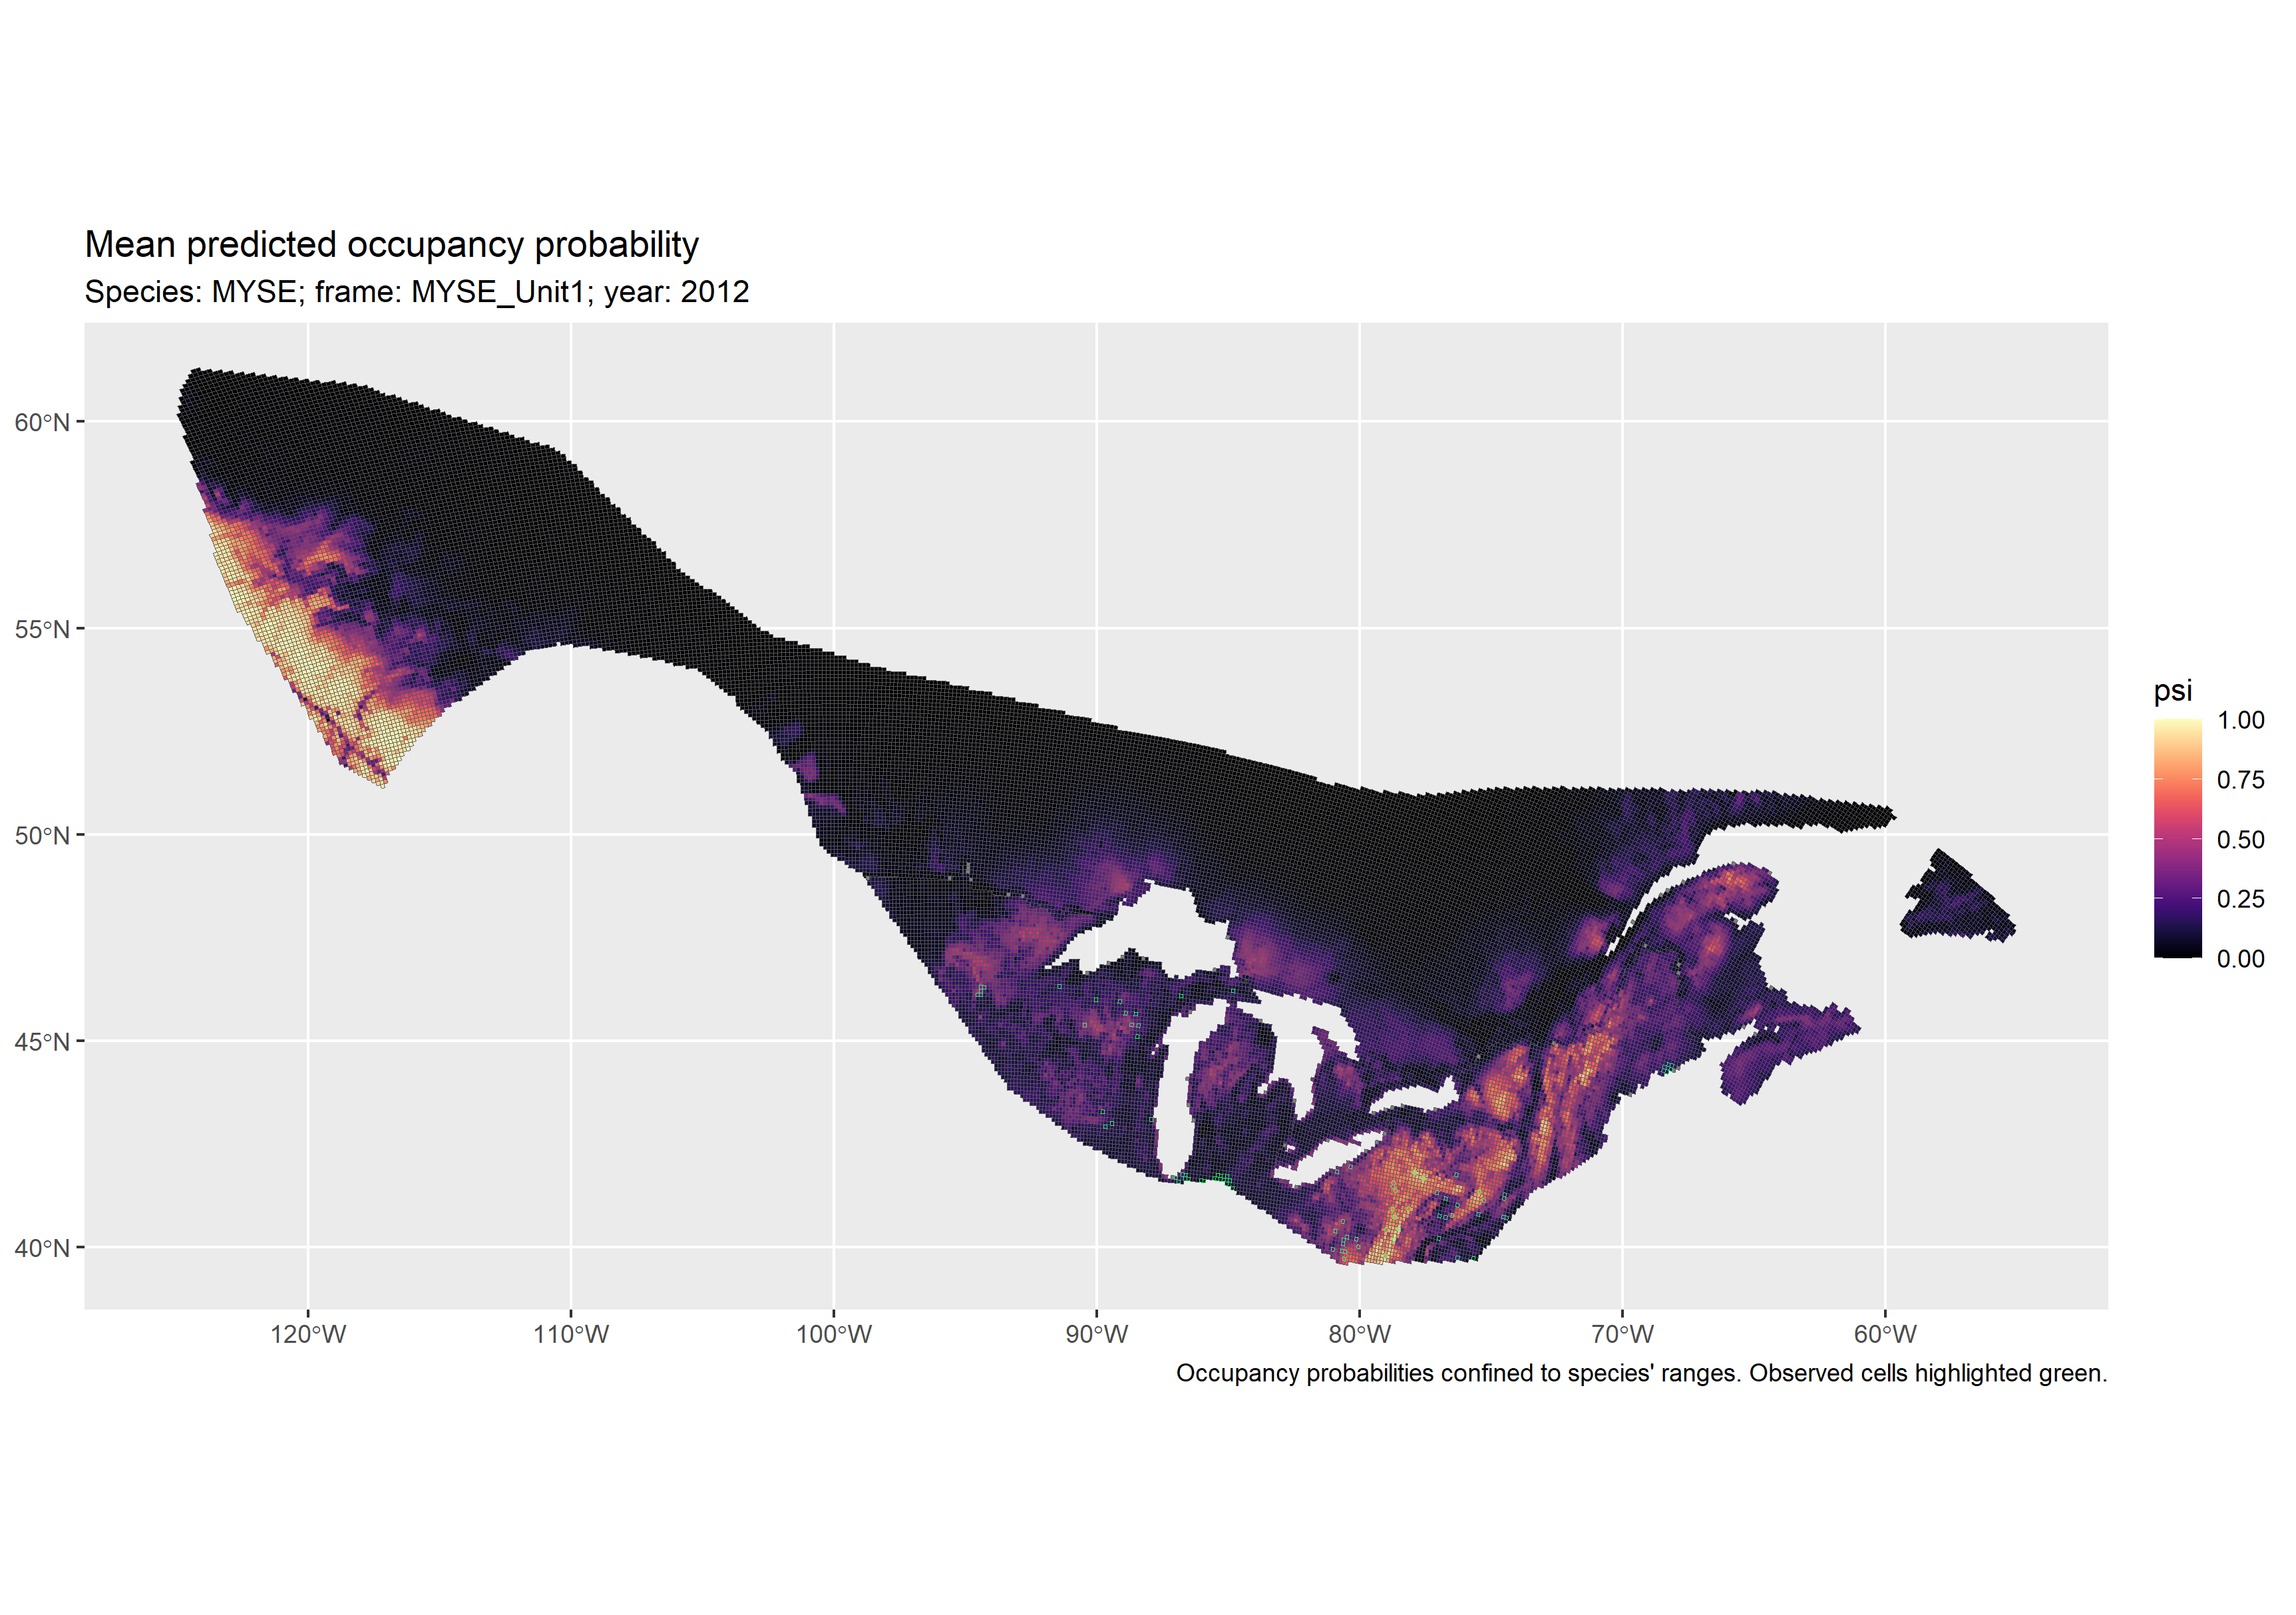 Mean predicted occupancy probability
Species: MYSE; frame: MYSE_Unit1; year: 2012
60°N
55°N
50°N
45°N
40°N
120°W 110°W 100°W 90°W 80°W 70°W 60°W
psi
1.00
0.75
0.50
0.25
0.00
Occupancy probabilities confined to species' ranges. Observed cells highlighted green.